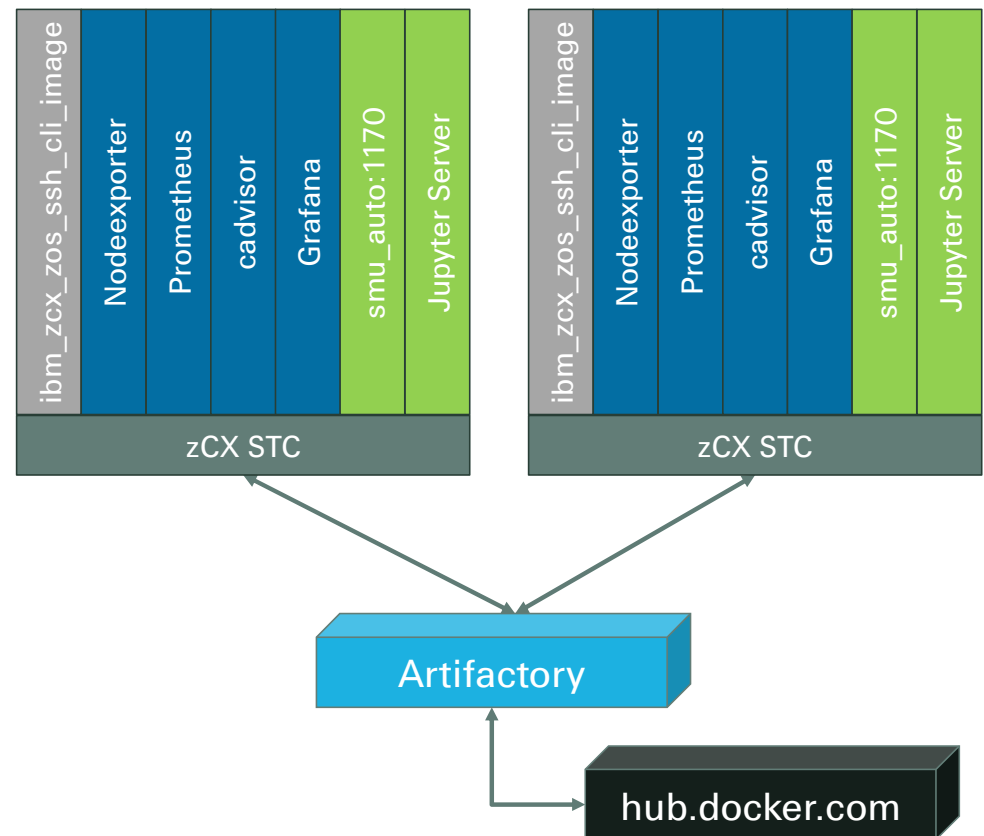 ibm_zcx_zos_ssh_cli_image
Nodeexporter
Prometheus
cadvisor
Grafana
smu_auto:1170
Jupyter Server
zCX STC
ibm_zcx_zos_ssh_cli_image
Nodeexporter
Prometheus
cadvisor
Grafana
smu_auto:1170
Jupyter Server
zCX STC
Artifactory
hub.docker.com